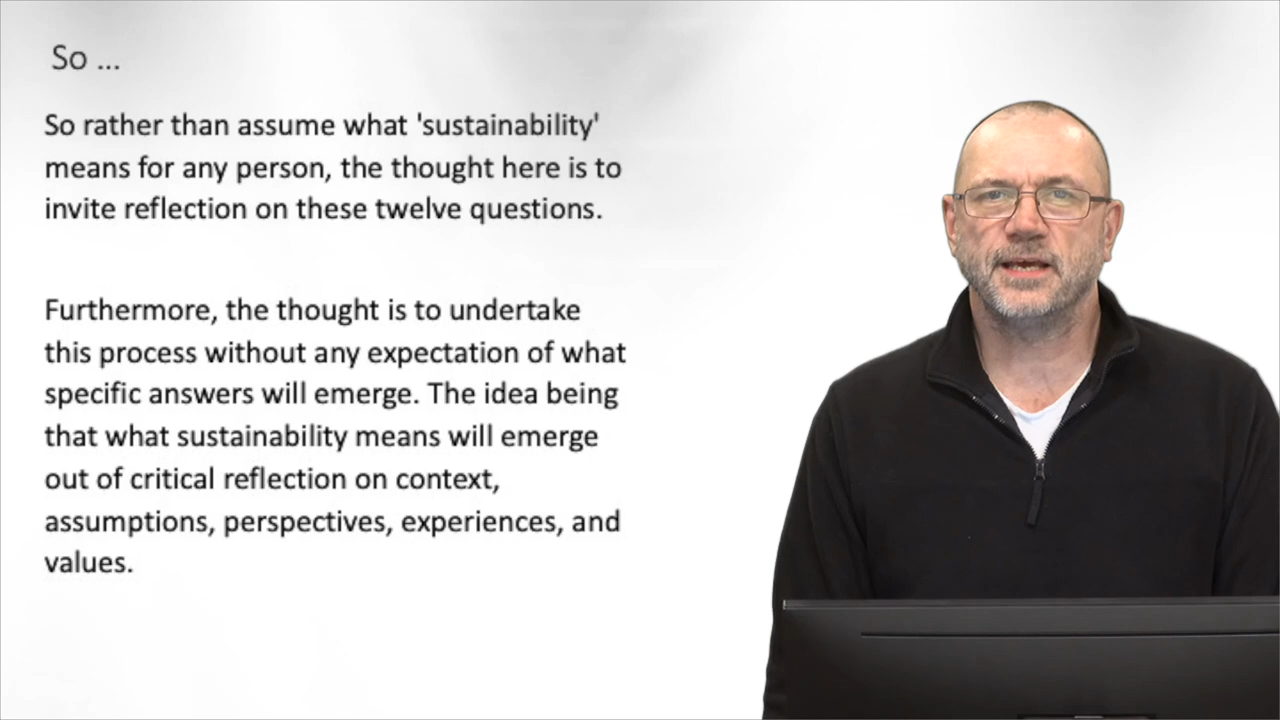 So ...
So rather than assume what 'sustainability'
means for any person, the thought here is to
invite reflection on these twelve questions.
Furthermore, the thought is to undertake
this process without any expectation of what
specific answers will emerge. The idea being
that what sustainability means will emerge
out of critical reflection on context,
assumptions, perspectives, experiences, and
values.